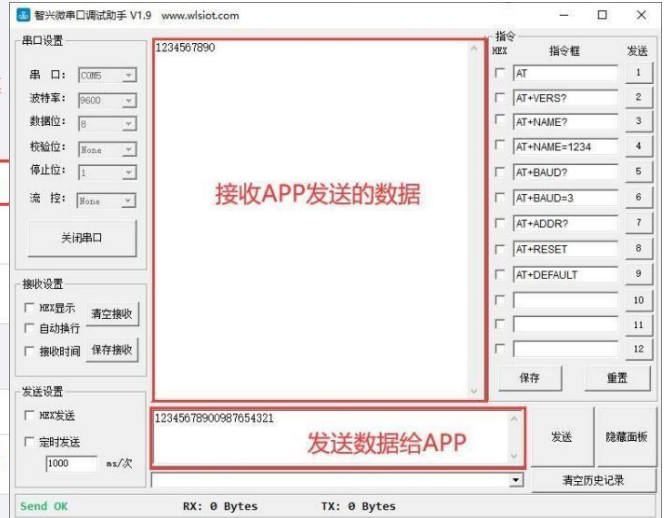 智兴微串口调试助手 V1.9 www.wlsiot.com
串口设置
串 口: COM5
波特率: 9600
数据位: 8
校验位: None
停止位: 1
流 控: None
关闭串口
接收设置
HEX显示
清空接收
自动换行
接收时间
保存接收
发送设置
HEX发送
定时发送
1000 ms/次
1234567890
接收APP发送的数据
12345678900987654321
发送数据给APP
指令
HEX 指令框 发送
AT 1
AT+VERS? 2
AT+NAME? 3
AT+NAME=1234 4
AT+BAUD? 5
AT+BAUD=3 6
AT+ADDR? 7
AT+RESET 8
AT+DEFAULT 9
10
11
12
保存 重置
发送 隐藏面板
清空历史记录
Send OK RX: 0 Bytes TX: 0 Bytes